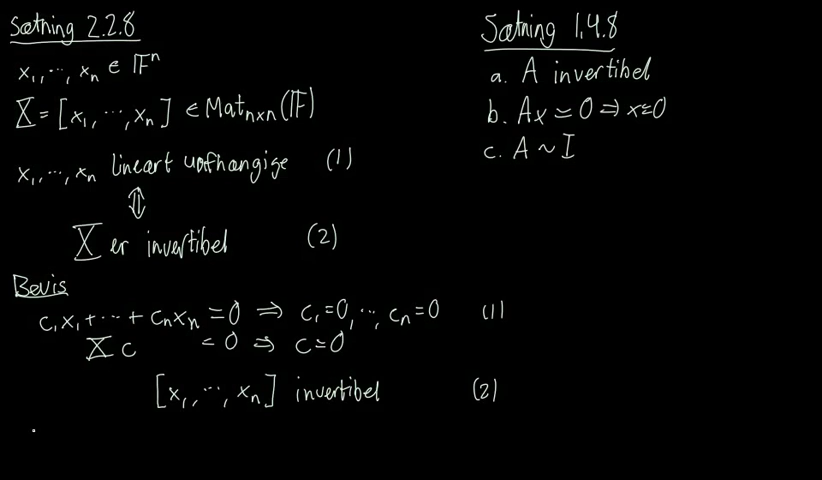 Sætning 2.2.8
x₁, ⋯, xₙ ∈ 𝔽ⁿ
X = [x₁, ⋯, xₙ] ∈ Matₙₓₙ(𝔽)
x₁, ⋯, xₙ lineært uafhængige (1)
⇕
X er invertibel (2)
Bevis
c₁x₁ + ⋯ + cₙxₙ = 0 ⇒ c₁=0, ⋯, cₙ=0 (1)
X c = 0 ⇒ c=0
[x₁, ⋯, xₙ] invertibel (2)
Sætning 1.4.8
a. A invertibel
b. Ax = 0 ⇒ x=0
c. A ~ I